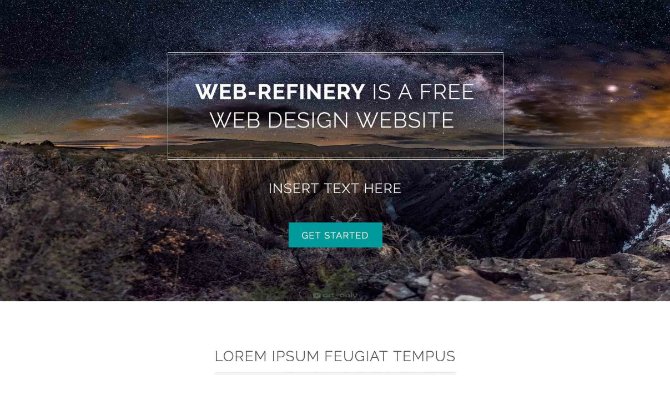 WEB-REFINERY IS A FREE
WEB DESIGN WEBSITE
INSERT TEXT HERE
GET STARTED
LOREM IPSUM FEUGIAT TEMPUS